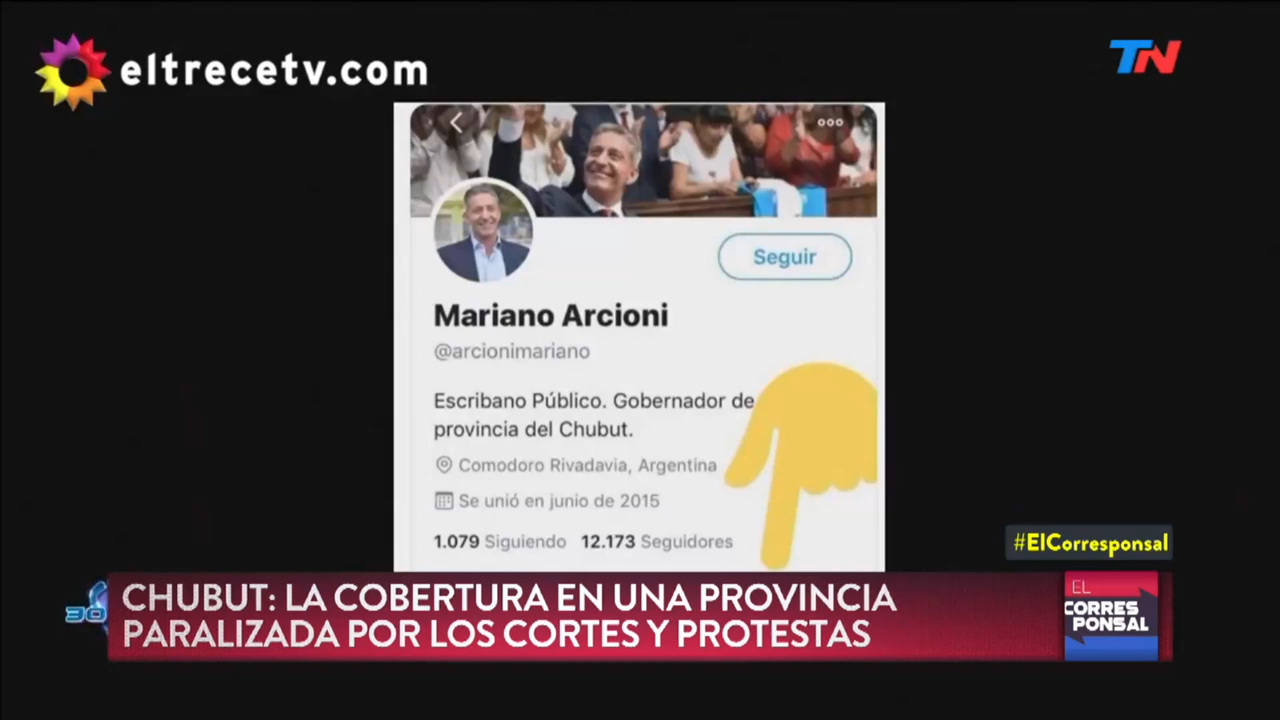 eltrecetv.com
TN
Seguir
Mariano Arcioni
@arcionimariano
Escribano Público. Gobernador de
provincia del Chubut.
Comodoro Rivadavia, Argentina
Se unió en junio de 2015
1.079 Siguiendo 12.173 Seguidores
#ElCorresponsal
30
CHUBUT: LA COBERTURA EN UNA PROVINCIA
PARALIZADA POR LOS CORTES Y PROTESTAS
EL
CORRES
PONSAL